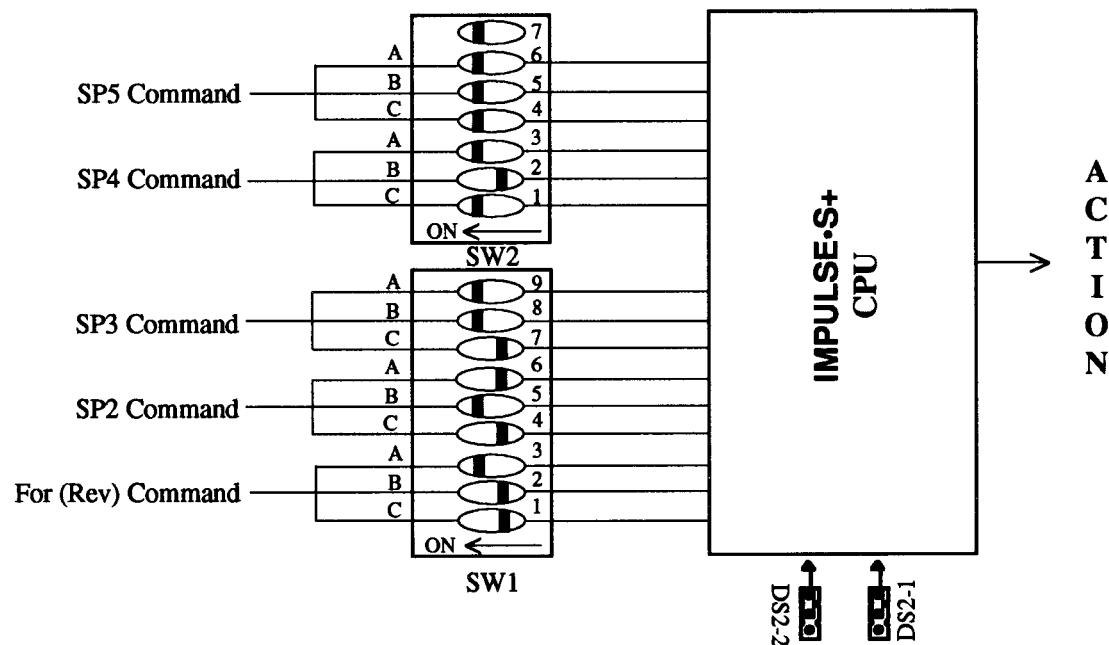 7
A 6
SP5 Command B 5
C 4
A 3
SP4 Command B 2
C 1
ON
SW2
A 9
SP3 Command B 8
C 7
A 6
SP2 Command B 5
C 4
A 3
For (Rev) Command B 2
C 1
ON
SW1
IMPULSE•S+
CPU
DS2-2
DS2-1
ACTION